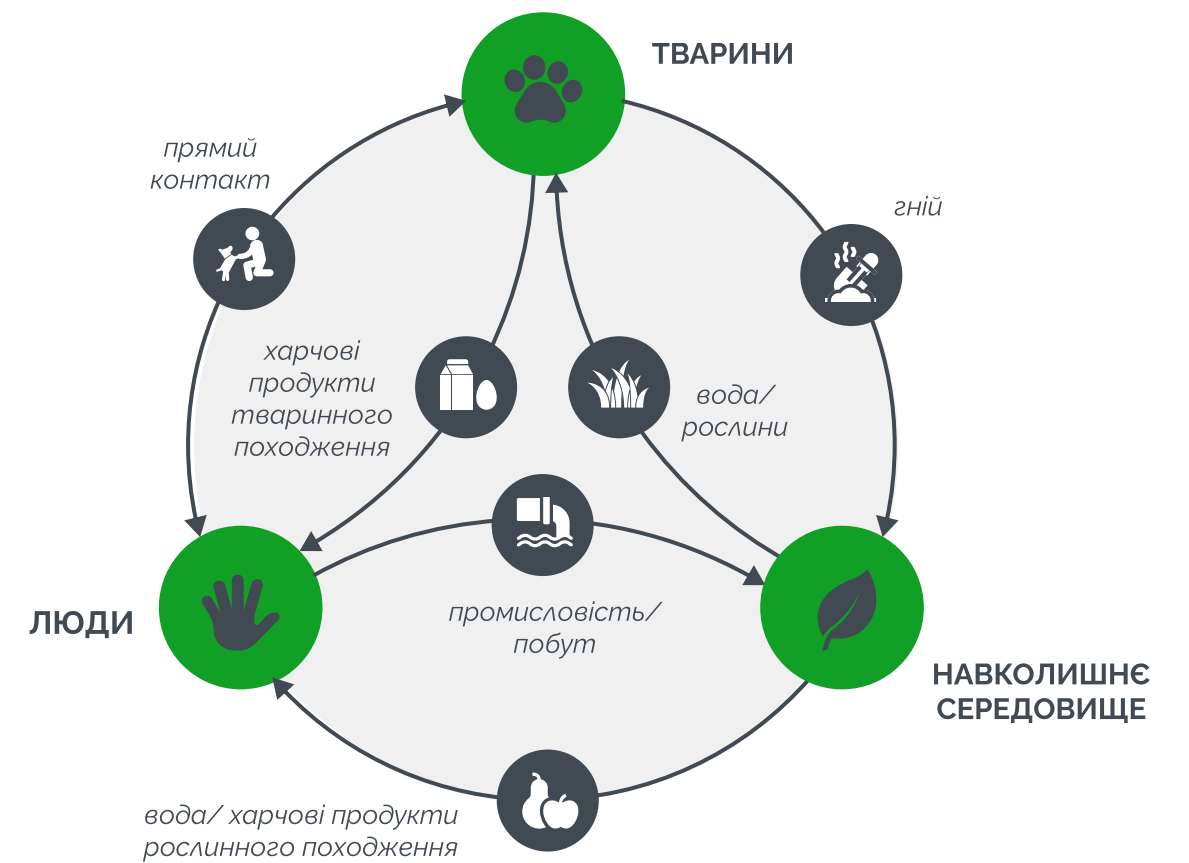 ТВАРИНИ
прямий
контакт
гній
харчові
продукти
тваринного
походження
вода/
рослини
промисловість/
побут
ЛЮДИ
НАВКОЛИШНЄ
СЕРЕДОВИЩЕ
вода/ харчові продукти
рослинного походження